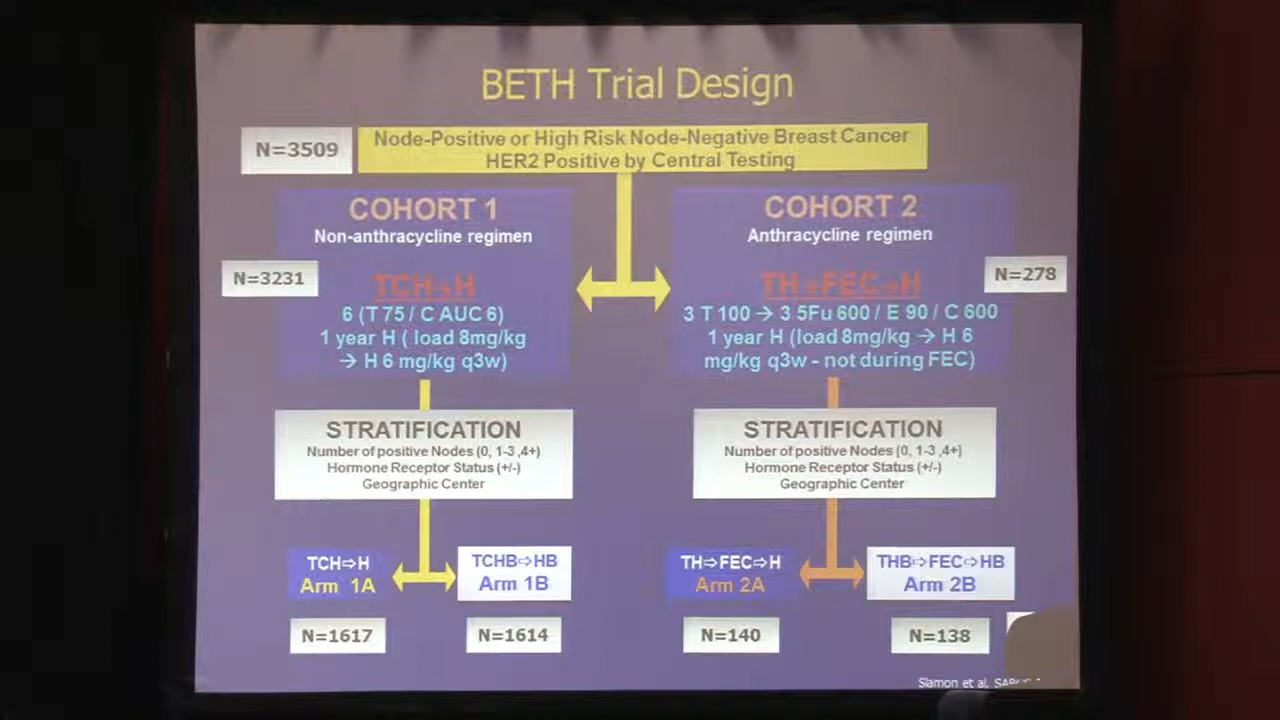 BETH Trial Design
N=3509
Node-Positive or High Risk Node-Negative Breast Cancer
HER2 Positive by Central Testing
COHORT 1
Non-anthracycline regimen
N=3231
TCH→H
6 (T 75 / C AUC 6)
1 year H ( load 8mg/kg
→ H 6 mg/kg q3w)
COHORT 2
Anthracycline regimen
N=278
TH→FEC→H
3 T 100 → 3 5Fu 600 / E 90 / C 600
1 year H (load 8mg/kg → H 6
mg/kg q3w - not during FEC)
STRATIFICATION
Number of positive Nodes (0, 1-3 ,4+)
Hormone Receptor Status (+/-)
Geographic Center
STRATIFICATION
Number of positive Nodes (0, 1-3 ,4+)
Hormone Receptor Status (+/-)
Geographic Center
TCH⇨H
Arm 1A
TCHB⇨HB
Arm 1B
TH⇨FEC⇨H
Arm 2A
THB⇨FEC⇨HB
Arm 2B
N=1617
N=1614
N=140
N=138
Slamon et al,